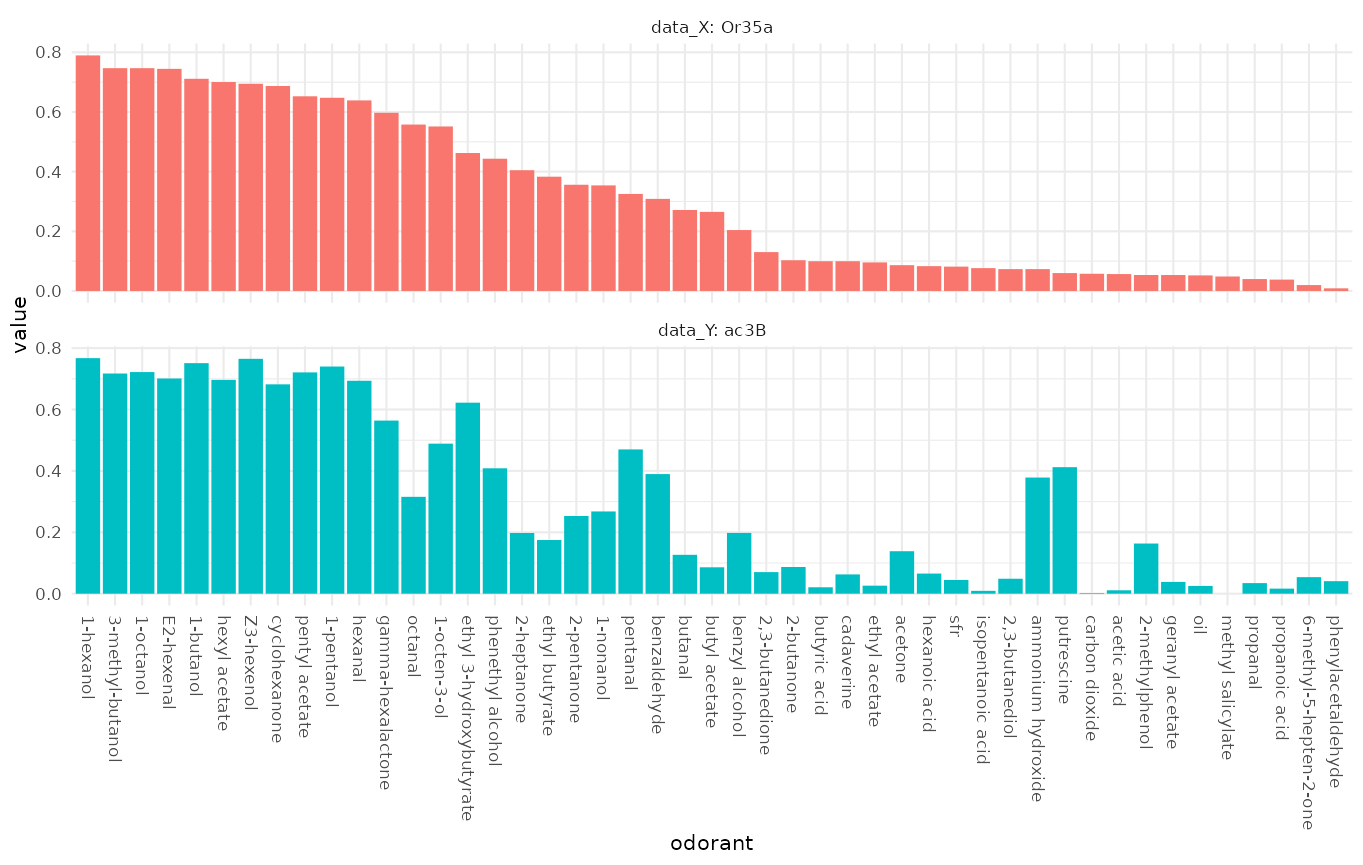 data_X: Or35a
0.8
0.6
0.4
0.2
0.0
value
data_Y: ac3B
0.8
0.6
0.4
0.2
0.0
1-hexanol
3-methyl-butanol
1-octanol
E2-hexenal
1-butanol
hexyl acetate
Z3-hexenol
cyclohexanone
pentyl acetate
1-pentanol
hexanal
gamma-hexalactone
octanal
1-octen-3-ol
ethyl 3-hydroxybutyrate
phenethyl alcohol
2-heptanone
ethyl butyrate
2-pentanone
1-nonanol
pentanal
benzaldehyde
butanal
butyl acetate
benzyl alcohol
2,3-butanedione
2-butanone
butyric acid
cadaverine
ethyl acetate
acetone
hexanoic acid
sfr
isopentanoic acid
2,3-butanediol
ammonium hydroxide
putrescine
carbon dioxide
acetic acid
2-methylphenol
geranyl acetate
oil
methyl salicylate
propanal
propanoic acid
6-methyl-5-hepten-2-one
phenylacetaldehyde
odorant